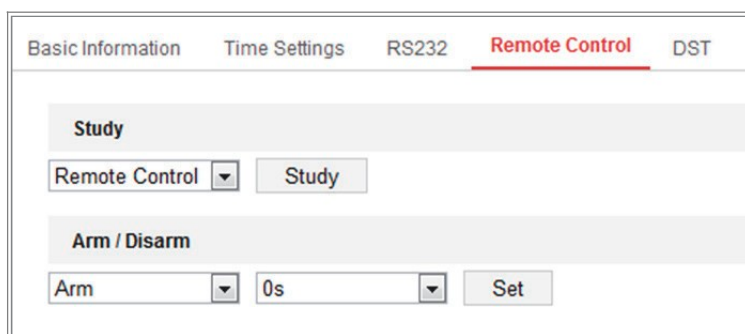 Basic Information Time Settings RS232 Remote Control DST
Study
Remote Control Study
Arm / Disarm
Arm 0s Set